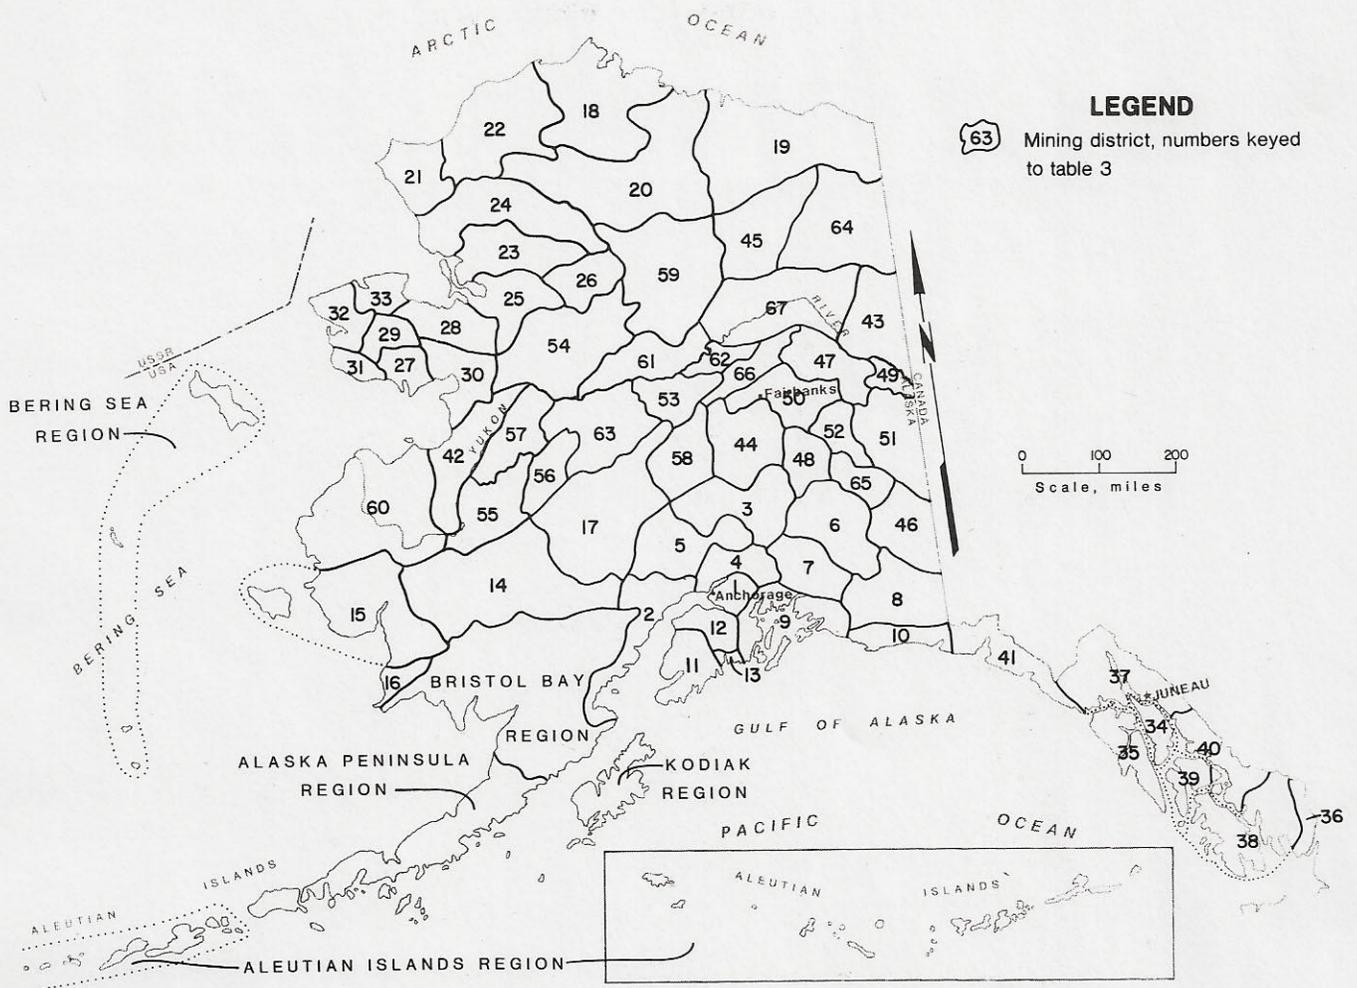 ARCTIC OCEAN
LEGEND
63 Mining district, numbers keyed
to table 3
18
22
19
21
20
24
64
45
23
59
26
25
33
32
67
RIVER
43
28
29
54
USSR
USA
31
27
30
61
62
66
47
49
CANADA
ALASKA
N
Fairbanks
50
53
BERING SEA
REGION
YUKON
57
63
52
51
42
58
44
48
56
65
0 100 200
Scale, miles
60
55
17
3
6
46
5
4
7
14
1
Anchorage
8
15
2
12
9
10
BERING SEA
11
13
41
16
BRISTOL BAY
REGION
37
JUNEAU
34
GULF OF ALASKA
35
40
39
36
38
ALASKA PENINSULA
REGION
KODIAK
REGION
PACIFIC OCEAN
ALEUTIAN ISLANDS
ALEUTIAN ISLANDS
ALEUTIAN ISLANDS REGION